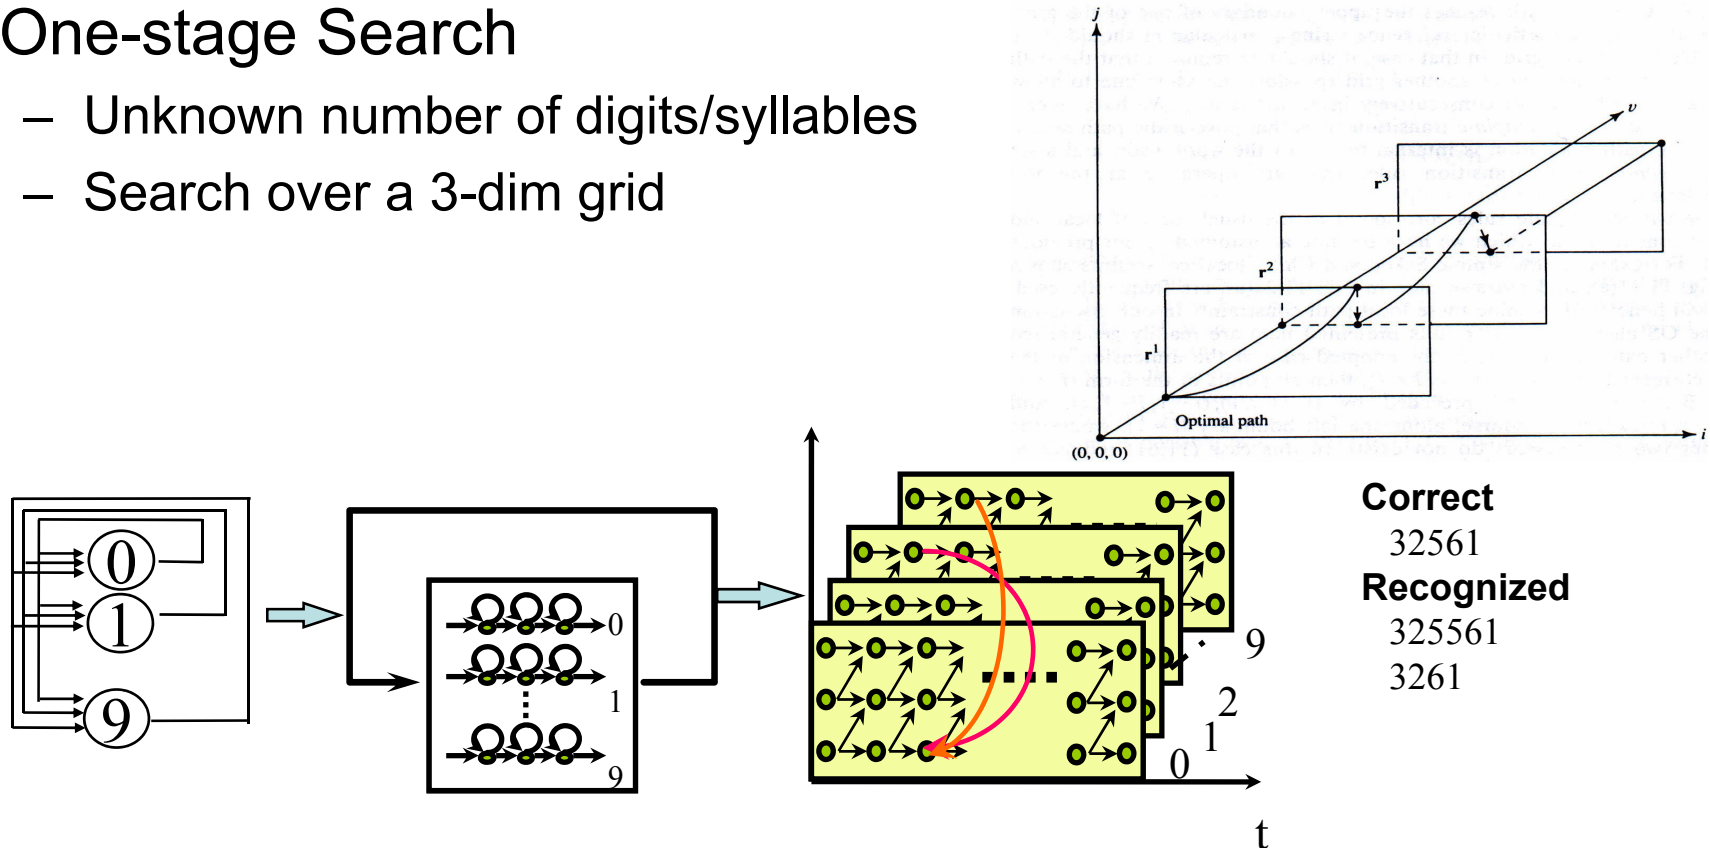 One-stage Search
– Unknown number of digits/syllables
– Search over a 3-dim grid
j
υ
r³
r²
r¹
Optimal path
(0, 0, 0)
i
0
1
9
0
1
9
9
2
1
0
t
Correct
32561
Recognized
325561
3261